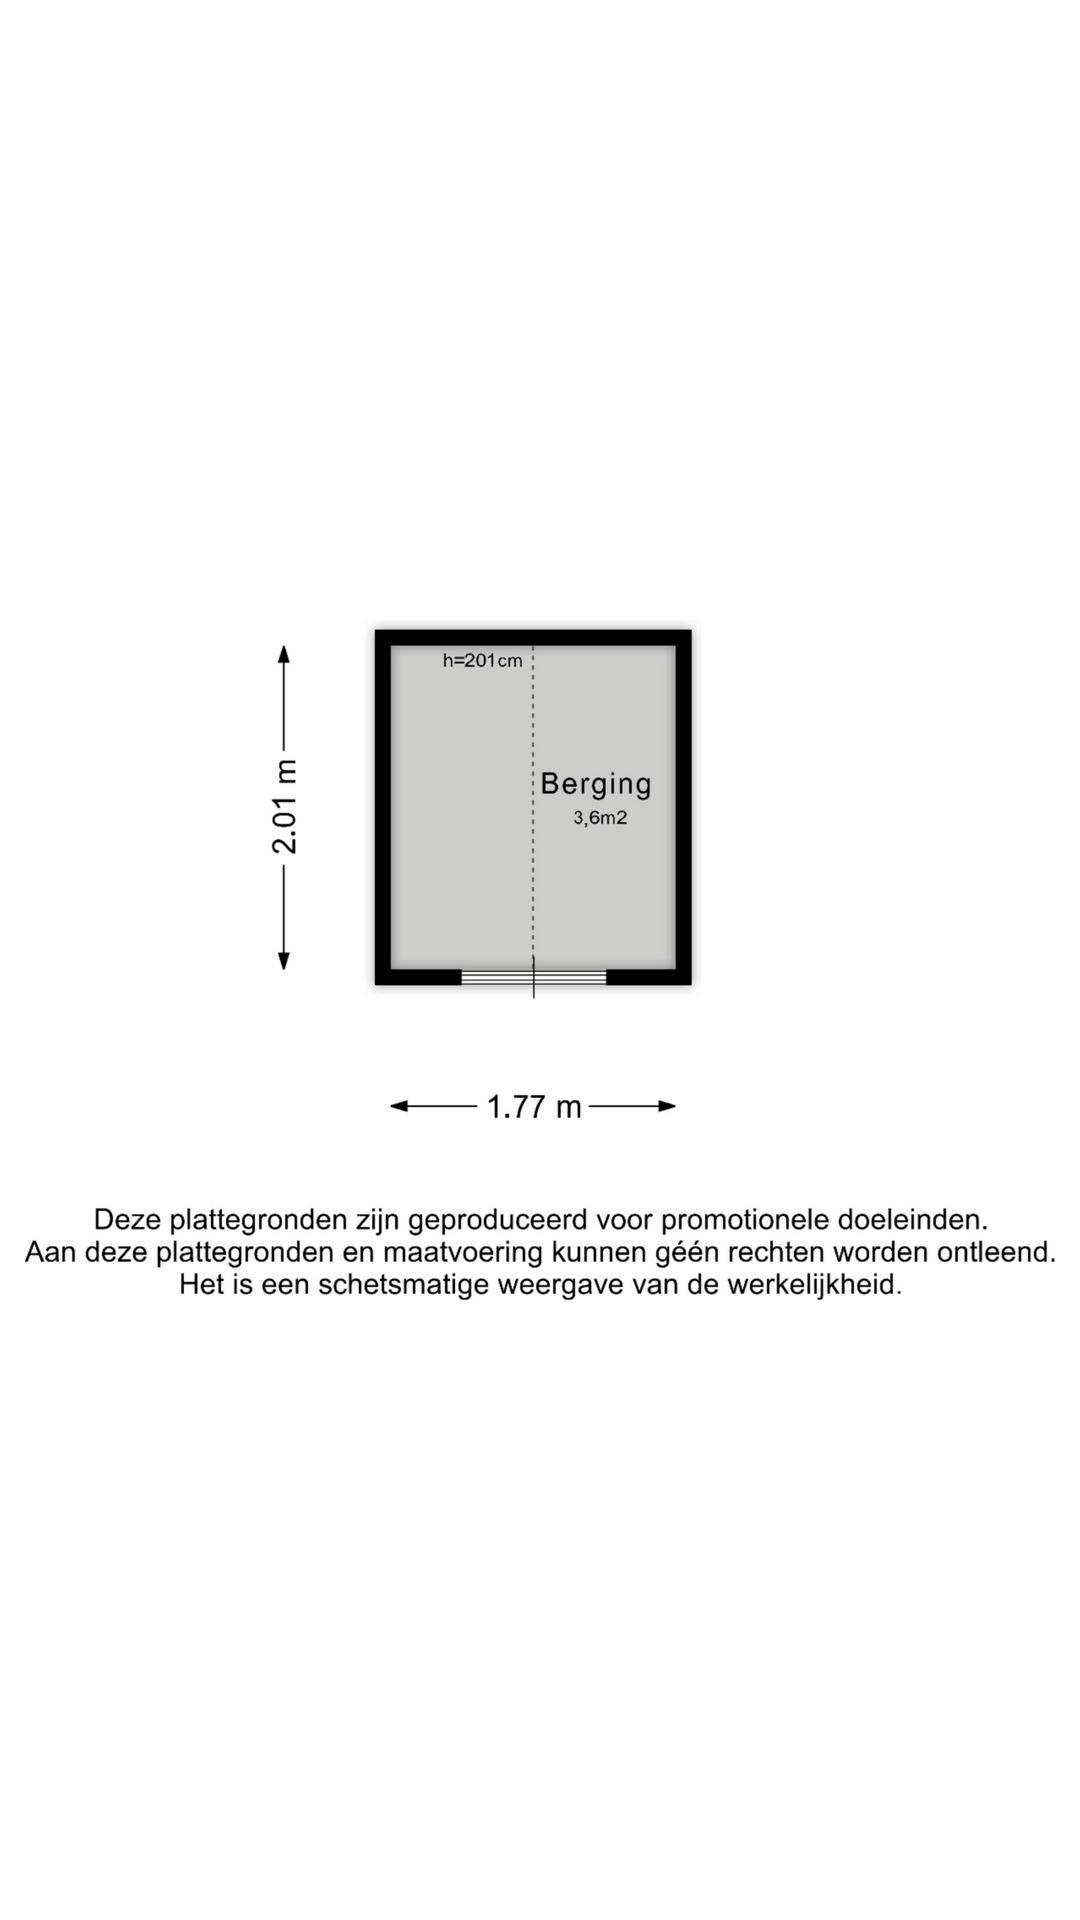 h=201cm
Berging
3,6m2
2.01 m
1.77 m
Deze plattegronden zijn geproduceerd voor promotionele doeleinden.
Aan deze plattegronden en maatvoering kunnen géén rechten worden ontleend.
Het is een schetsmatige weergave van de werkelijkheid.